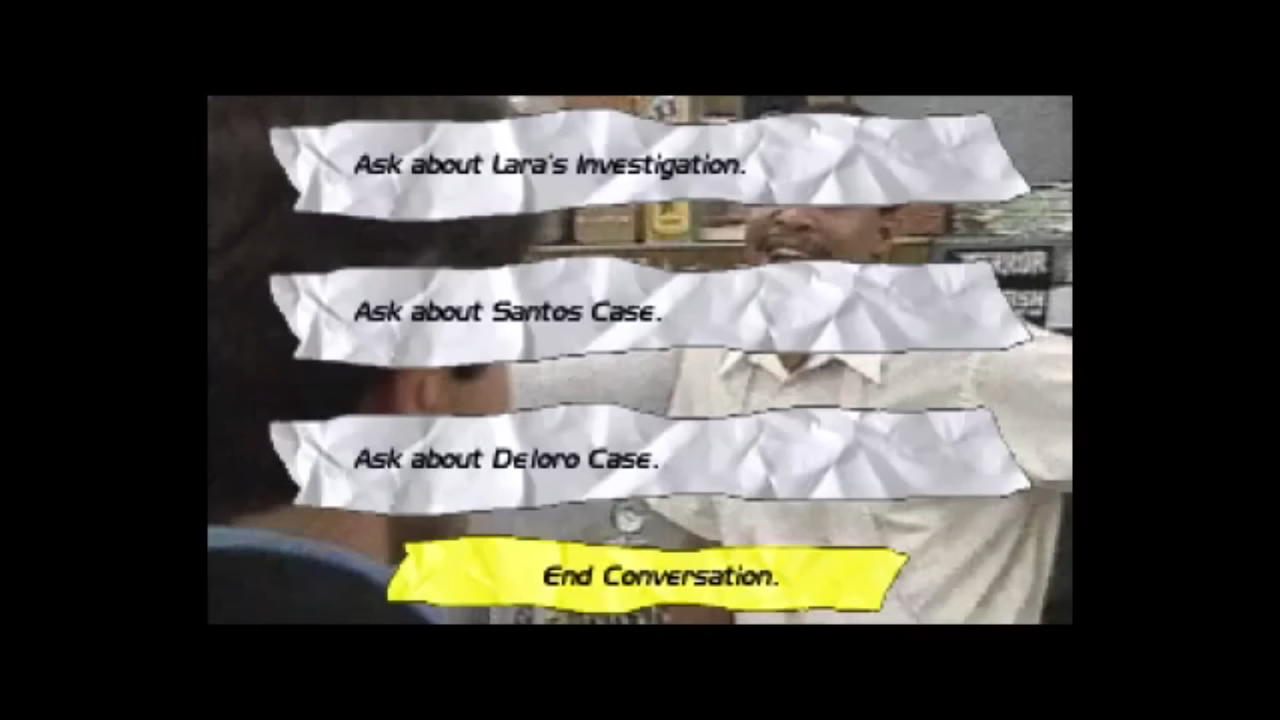 Ask about Lara's Investigation.
Ask about Santos Case.
Ask about Deloro Case.
End Conversation.